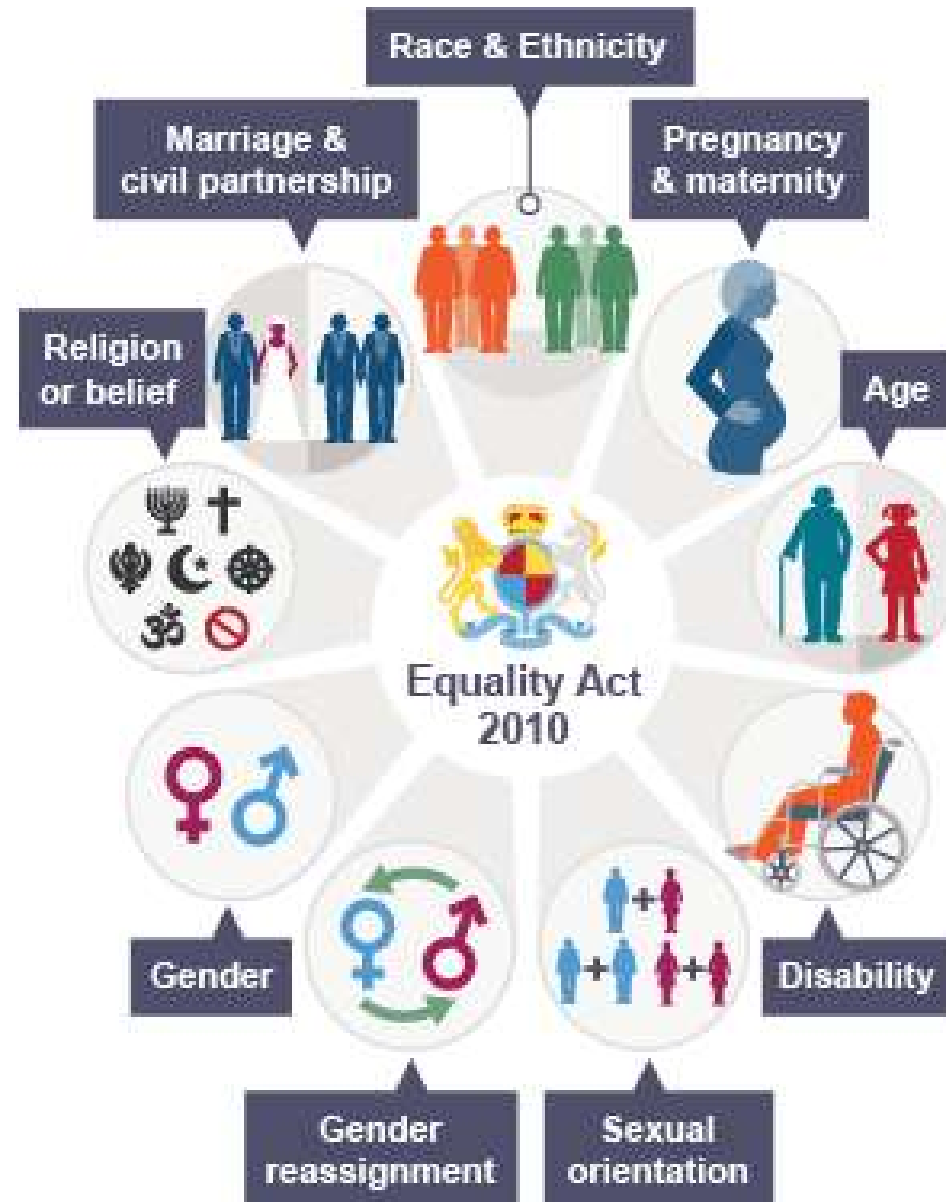 Race & Ethnicity
Marriage &
civil partnership
Pregnancy
& maternity
Religion
or belief
Age
Equality Act
2010
Gender
Disability
Gender
reassignment
Sexual
orientation